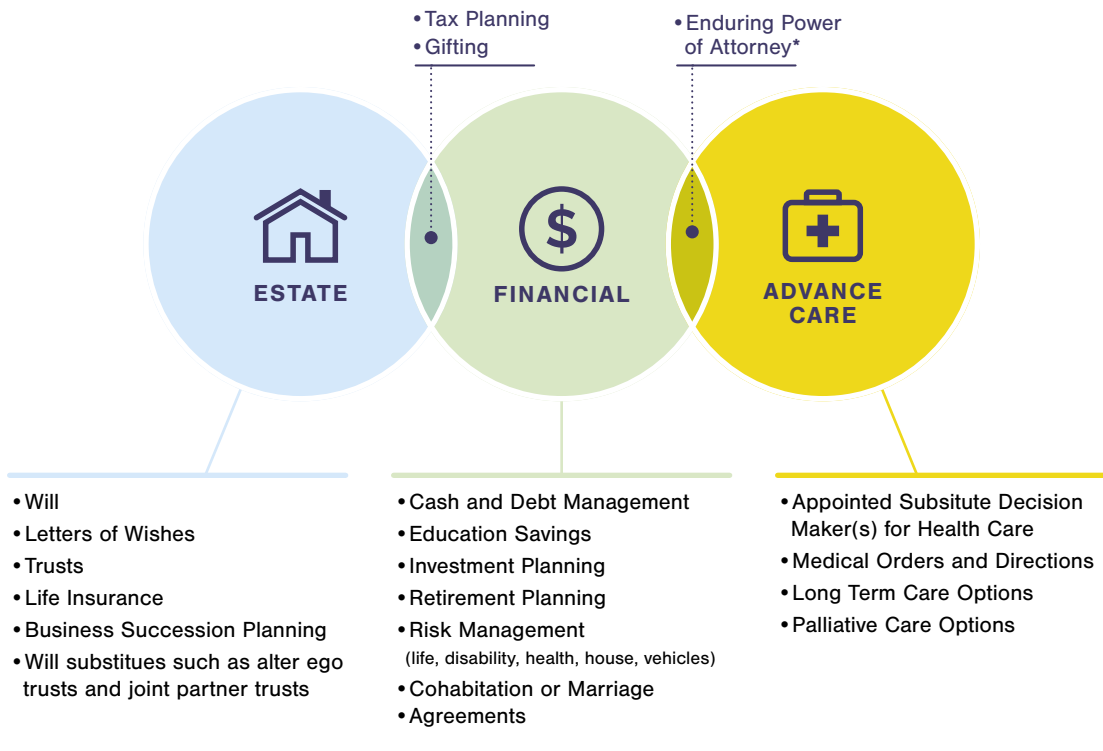 • Tax Planning
• Gifting
• Enduring Power
of Attorney*
ESTATE
$
FINANCIAL
ADVANCE
CARE
• Will
• Letters of Wishes
• Trusts
• Life Insurance
• Business Succession Planning
• Will substitues such as alter ego
trusts and joint partner trusts
• Cash and Debt Management
• Education Savings
• Investment Planning
• Retirement Planning
• Risk Management
(life, disability, health, house, vehicles)
• Cohabitation or Marriage
• Agreements
• Appointed Subsitute Decision
Maker(s) for Health Care
• Medical Orders and Directions
• Long Term Care Options
• Palliative Care Options